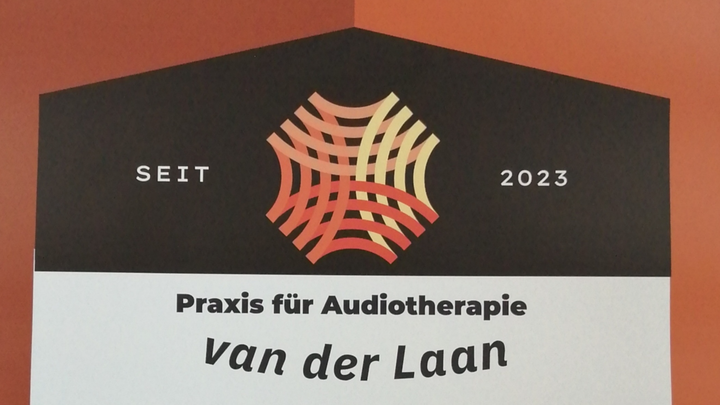 SEIT 2023
Praxis für Audiotherapie
van der Laan